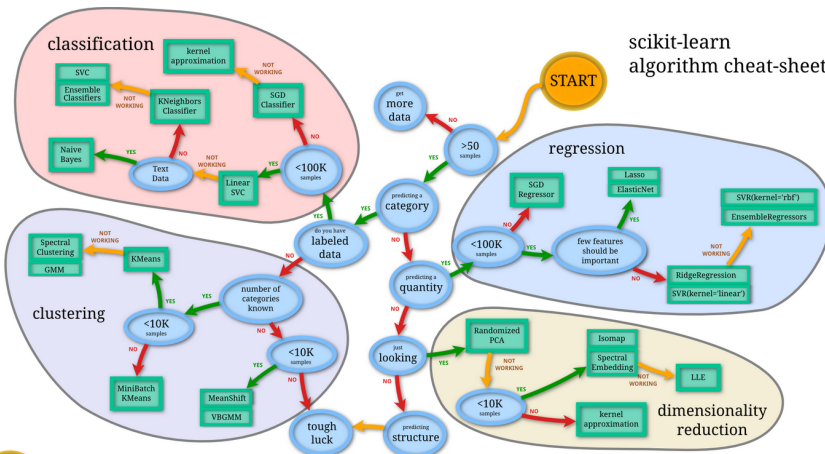 scikit-learn
algorithm cheat-sheet
classification
kernel
approximation
NOT
WORKING
SVC
Ensemble
Classifiers
NOT
WORKING
KNeighbors
Classifier
SGD
Classifier
NO
YES
Naive
Bayes
YES
NO
Text
Data
NOT
WORKING
Linear
SVC
YES
<100K
samples
START
get
more
data
NO
>50
samples
YES
predicting a
category
YES
NO
do you have
labeled
data
YES
NO
predicting a
quantity
YES
NO
just
looking
YES
NO
predicting
structure
tough
luck
regression
SGD
Regressor
NO
<100K
samples
YES
Lasso
ElasticNet
YES
few features
should be
important
NO
SVR(kernel='rbf')
EnsembleRegressors
NOT
WORKING
RidgeRegression
SVR(kernel='linear')
clustering
Spectral
Clustering
GMM
NOT
WORKING
KMeans
YES
number of
categories
known
YES
NO
<10K
samples
NO
MiniBatch
KMeans
<10K
samples
YES
NO
MeanShift
VBGMM
dimensionality
reduction
Randomized
PCA
NOT
WORKING
<10K
samples
YES
NO
Isomap
Spectral
Embedding
NOT
WORKING
LLE
kernel
approximation